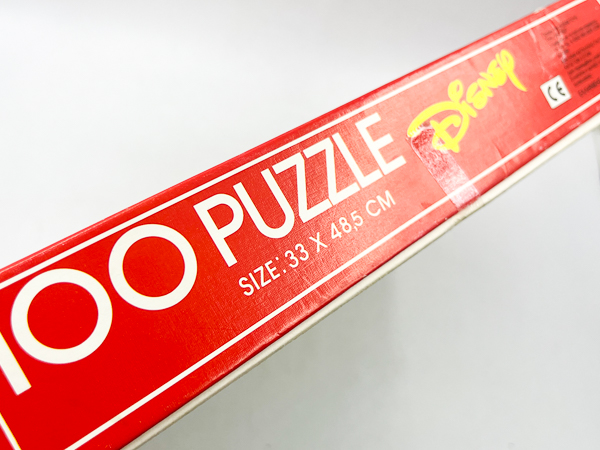 100 PUZZLE
SIZE: 33 X 48,5 CM
Disney
CE